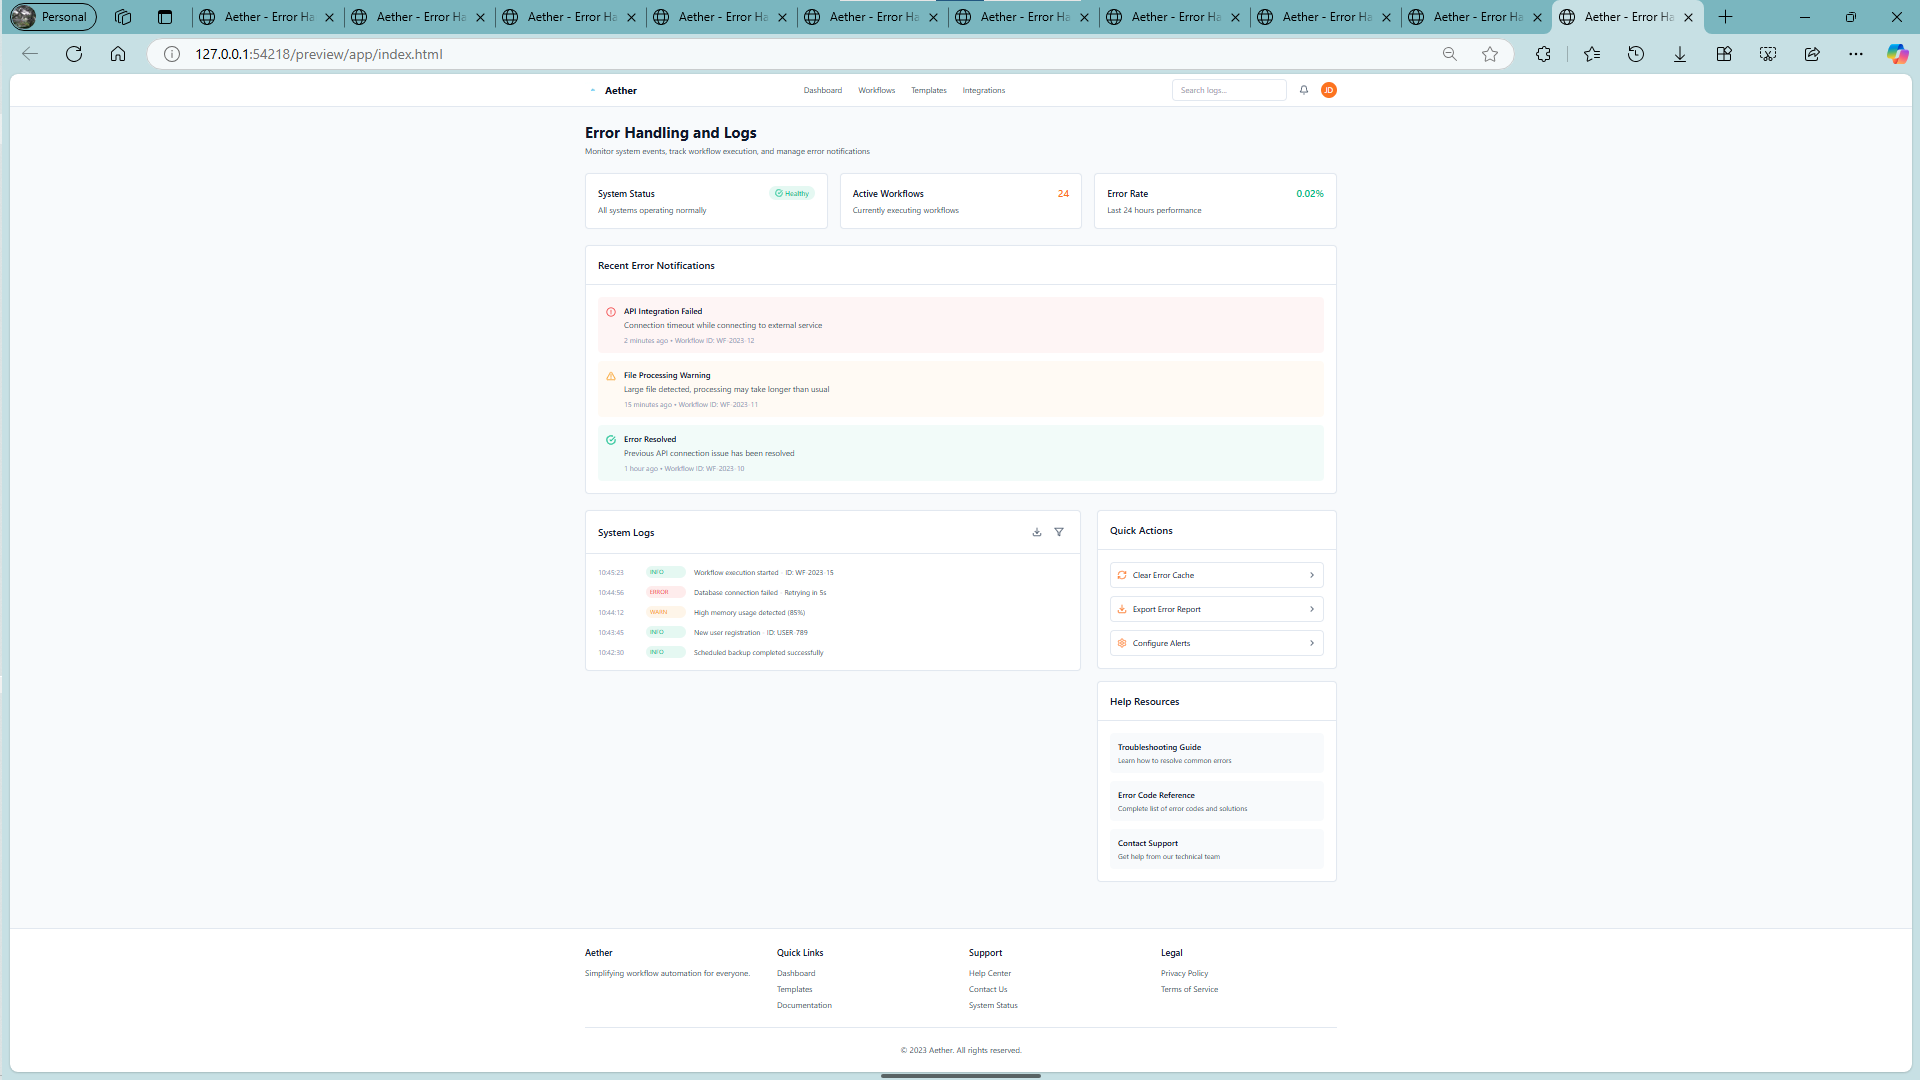 Personal
Aether - Error Ha
Aether - Error Ha
Aether - Error Ha
Aether - Error Ha
Aether - Error Ha
Aether - Error Ha
Aether - Error Ha
Aether - Error Ha
Aether - Error Ha
Aether - Error Ha
127.0.0.1:54218/preview/app/index.html
Aether
Dashboard Workflows Templates Integrations
Search logs...
JD
Error Handling and Logs
Monitor system events, track workflow execution, and manage error notifications
System Status Healthy
All systems operating normally
Active Workflows 24
Currently executing workflows
Error Rate 0.02%
Last 24 hours performance
Recent Error Notifications
API Integration Failed
Connection timeout while connecting to external service
2 minutes ago • Workflow ID: WF-2023-12
File Processing Warning
Large file detected, processing may take longer than usual
15 minutes ago • Workflow ID: WF-2023-11
Error Resolved
Previous API connection issue has been resolved
1 hour ago • Workflow ID: WF-2023-10
System Logs
10:45:23 INFO Workflow execution started - ID: WF-2023-15
10:44:56 ERROR Database connection failed - Retrying in 5s
10:44:12 WARN High memory usage detected (85%)
10:43:45 INFO New user registration - ID: USER-789
10:42:30 INFO Scheduled backup completed successfully
Quick Actions
Clear Error Cache
Export Error Report
Configure Alerts
Help Resources
Troubleshooting Guide
Learn how to resolve common errors
Error Code Reference
Complete list of error codes and solutions
Contact Support
Get help from our technical team
Aether
Simplifying workflow automation for everyone.
Quick Links
Dashboard
Templates
Documentation
Support
Help Center
Contact Us
System Status
Legal
Privacy Policy
Terms of Service
© 2023 Aether. All rights reserved.